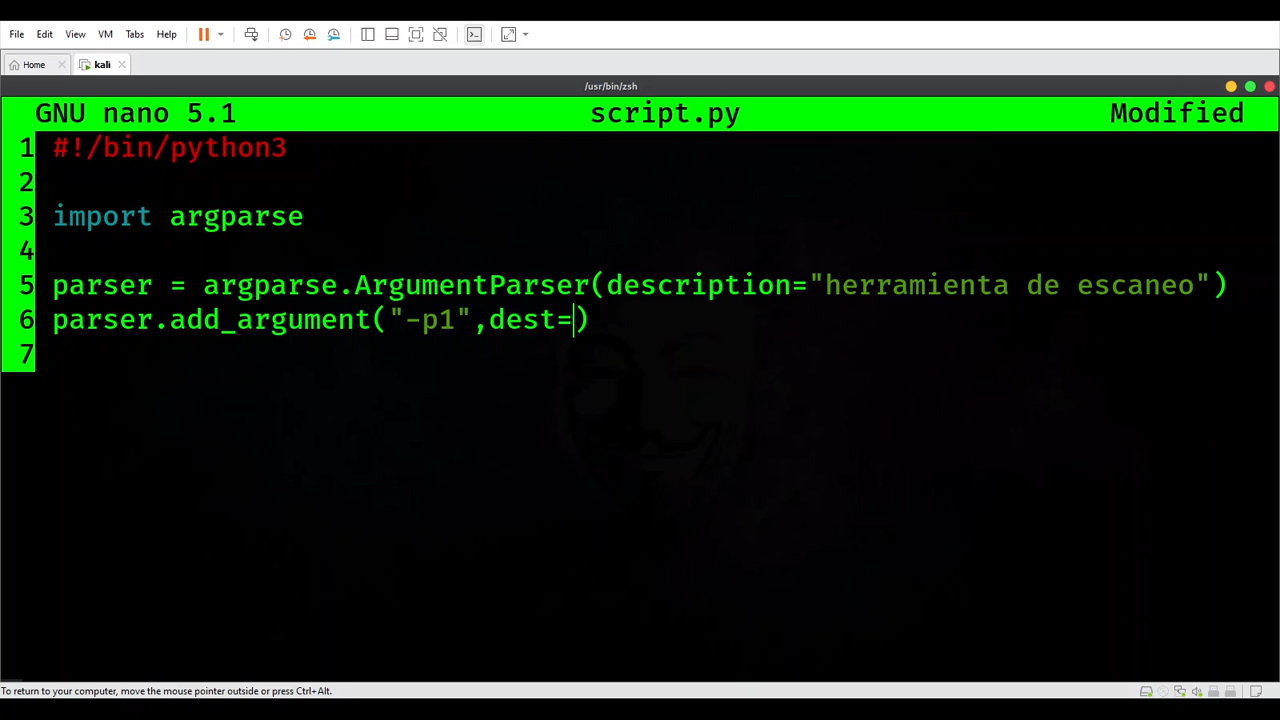 File Edit View VM Tabs Help
Home kali
/usr/bin/zsh
GNU nano 5.1 script.py Modified
1 #!/bin/python3
2
3 import argparse
4
5 parser = argparse.ArgumentParser(description="herramienta de escaneo")
6 parser.add_argument("-p1",dest=)
7
To return to your computer, move the mouse pointer outside or press Ctrl+Alt.